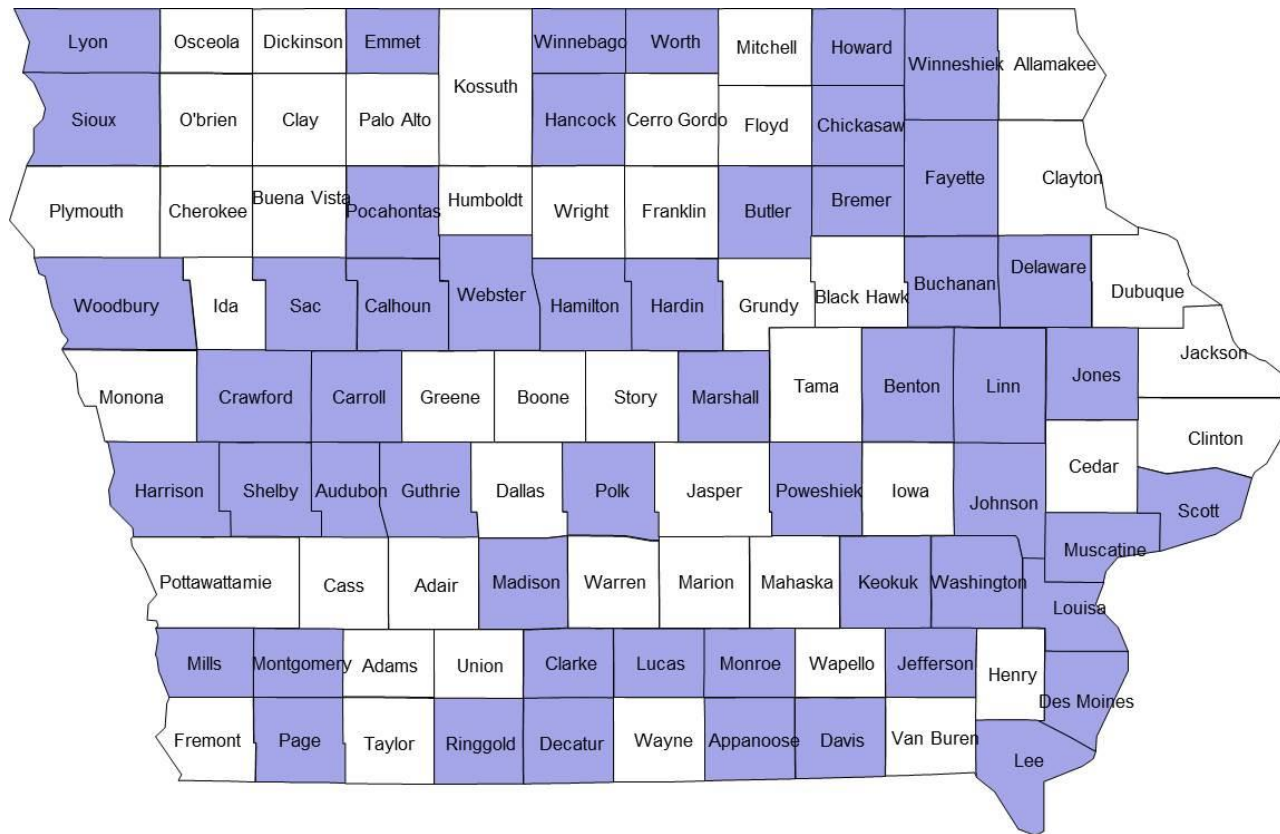 Lyon
Osceola
Dickinson
Emmet
Kossuth
Winnebago
Worth
Mitchell
Howard
Winneshiek
Allamakee
Sioux
O'brien
Clay
Palo Alto
Hancock
Cerro Gordo
Floyd
Chickasaw
Plymouth
Cherokee
Buena Vista
Pocahontas
Humboldt
Wright
Franklin
Butler
Bremer
Fayette
Clayton
Woodbury
Ida
Sac
Calhoun
Webster
Hamilton
Hardin
Grundy
Black Hawk
Buchanan
Delaware
Dubuque
Monona
Crawford
Carroll
Greene
Boone
Story
Marshall
Tama
Benton
Linn
Jones
Jackson
Clinton
Harrison
Shelby
Audubon
Guthrie
Dallas
Polk
Jasper
Poweshiek
Iowa
Johnson
Cedar
Scott
Muscatine
Pottawattamie
Cass
Adair
Madison
Warren
Marion
Mahaska
Keokuk
Washington
Louisa
Mills
Montgomery
Adams
Union
Clarke
Lucas
Monroe
Wapello
Jefferson
Henry
Des Moines
Fremont
Page
Taylor
Ringgold
Decatur
Wayne
Appanoose
Davis
Van Buren
Lee